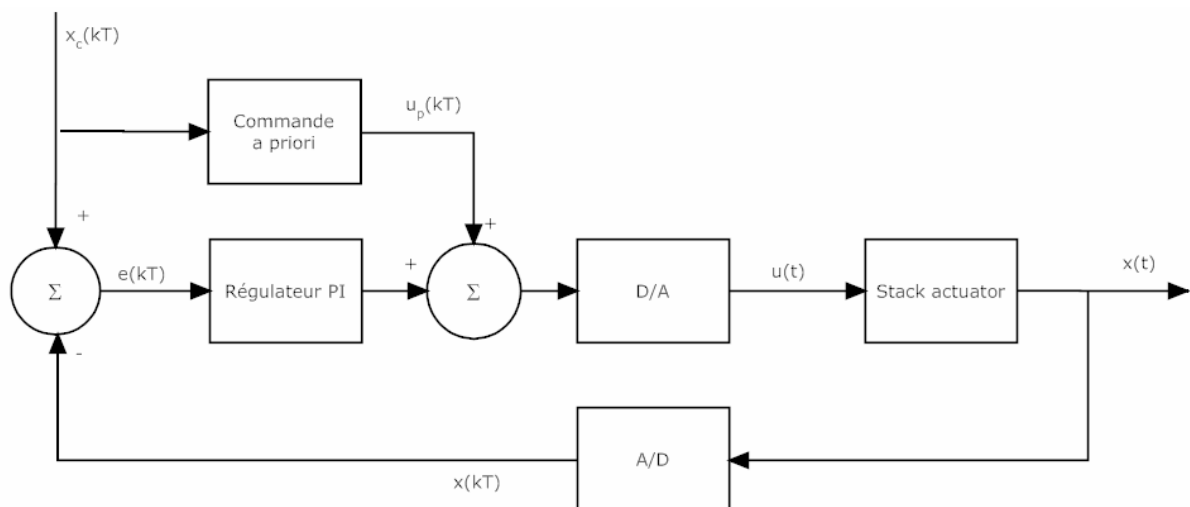 x_c(kT)
Commande
a priori
u_p(kT)
+
+
Σ
e(kT)
Régulateur PI
+
Σ
D/A
u(t)
Stack actuator
x(t)
-
A/D
x(kT)